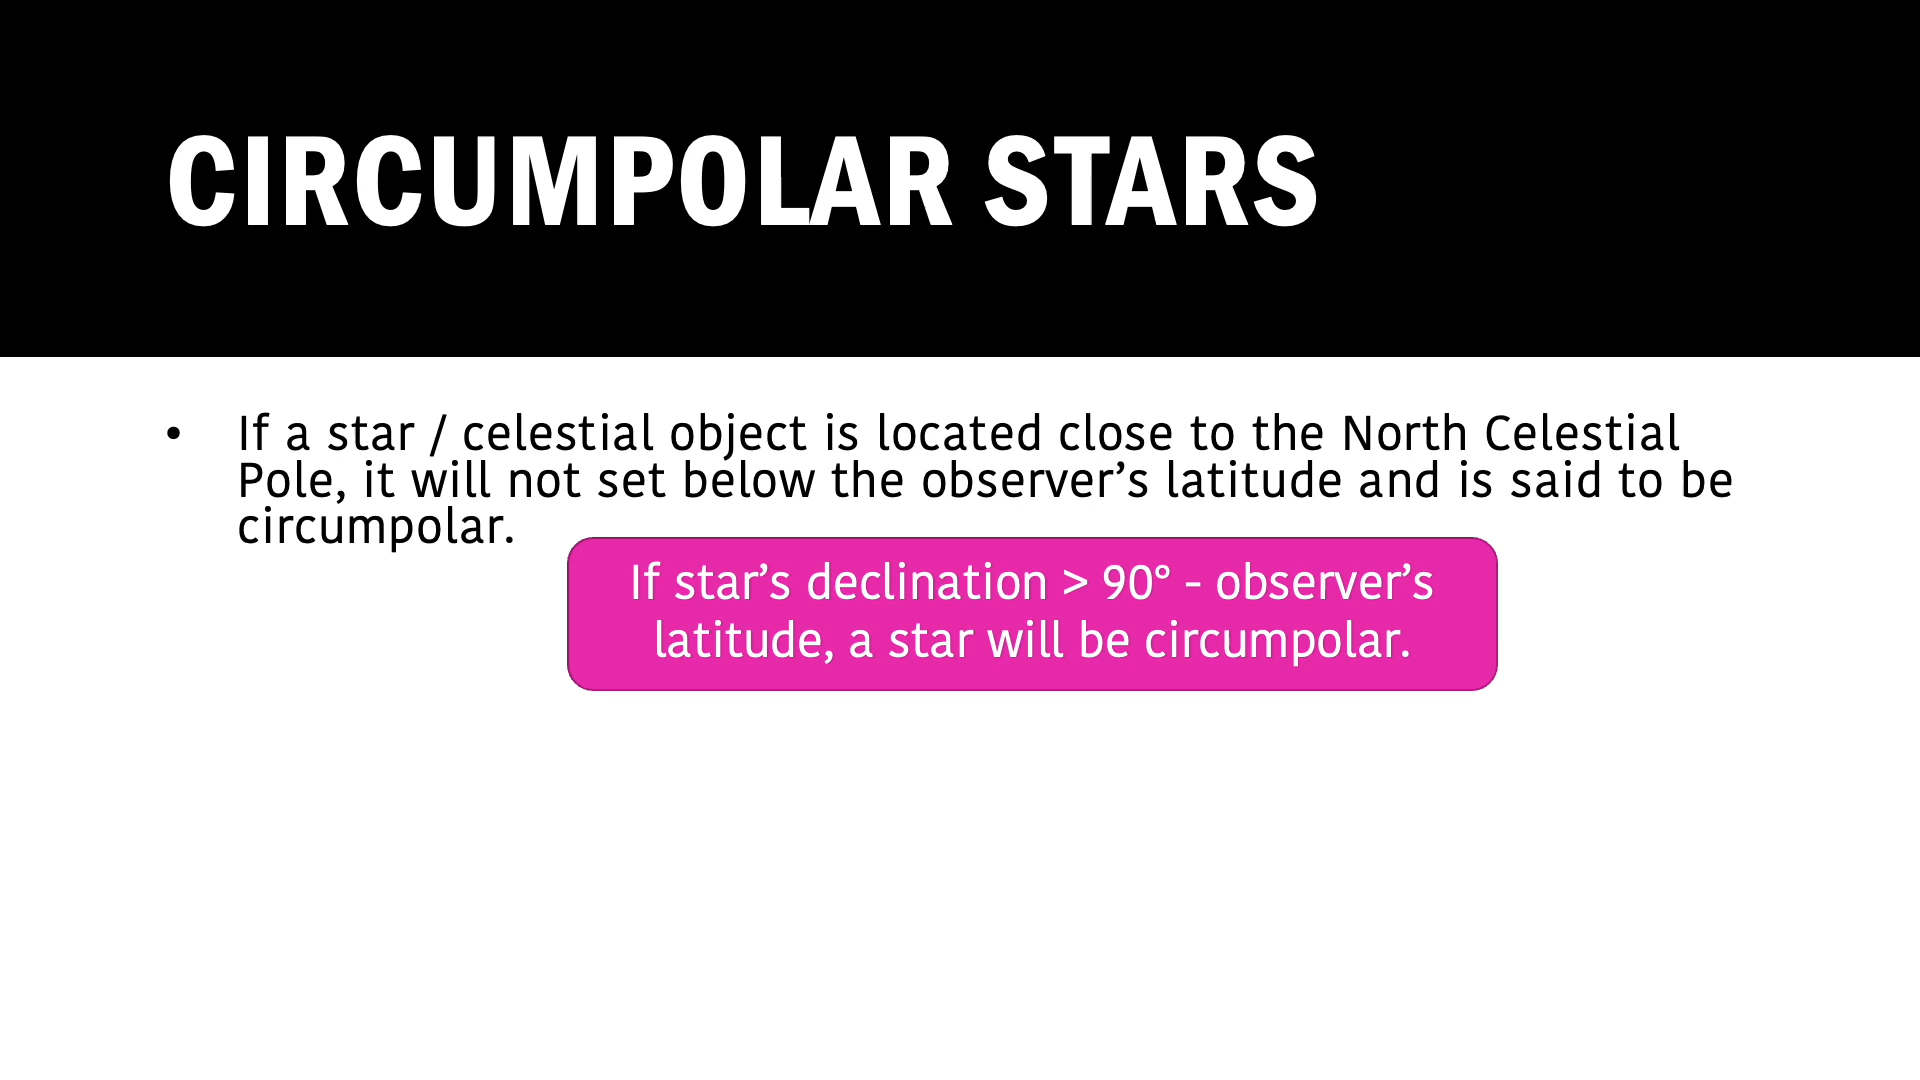 CIRCUMPOLAR STARS
• If a star / celestial object is located close to the North Celestial
Pole, it will not set below the observer’s latitude and is said to be
circumpolar.
If star’s declination > 90° - observer’s
latitude, a star will be circumpolar.